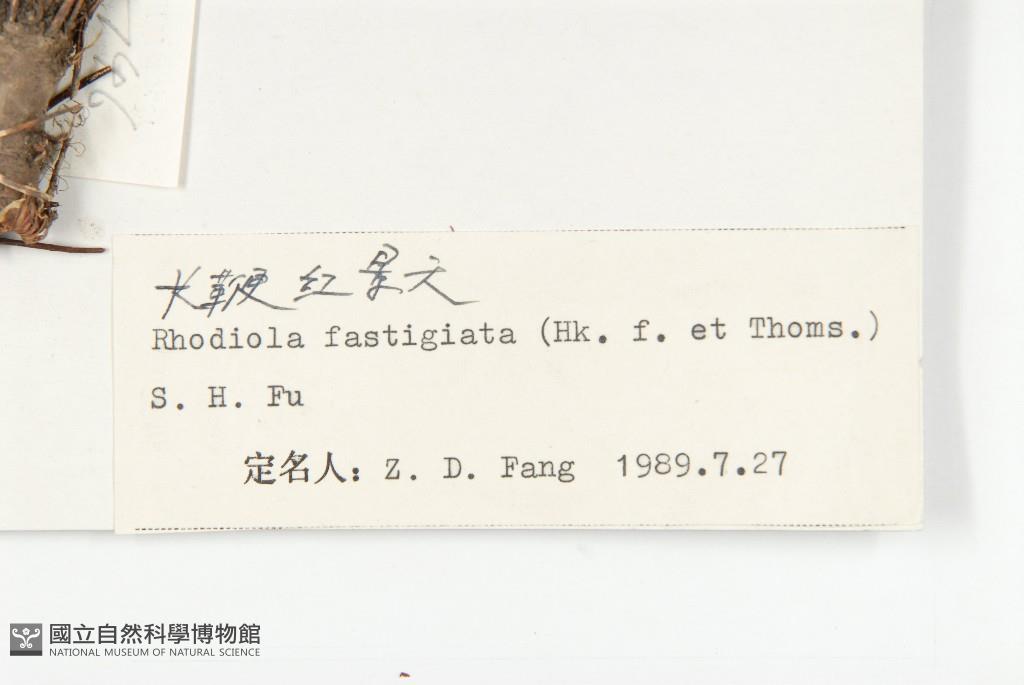 长鞭红景天
Rhodiola fastigiata (Hk. f. et Thoms.)
S. H. Fu
定名人: Z. D. Fang 1989.7.27
國立自然科學博物館
NATIONAL MUSEUM OF NATURAL SCIENCE